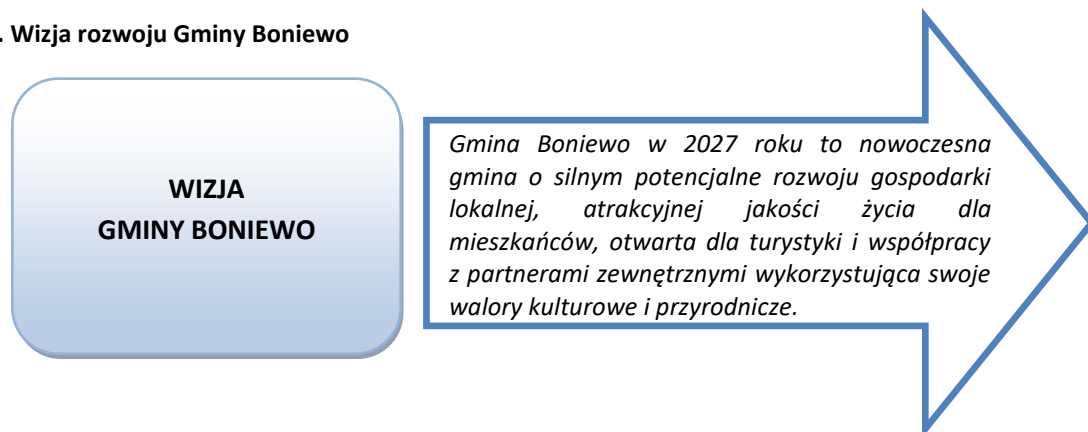 . Wizja rozwoju Gminy Boniewo
WIZJA
GMINY BONIEWO
Gmina Boniewo w 2027 roku to nowoczesna
gmina o silnym potencjalne rozwoju gospodarki
lokalnej, atrakcyjnej jakości życia dla
mieszkańców, otwarta dla turystyki i współpracy
z partnerami zewnętrznymi wykorzystująca swoje
walory kulturowe i przyrodnicze.